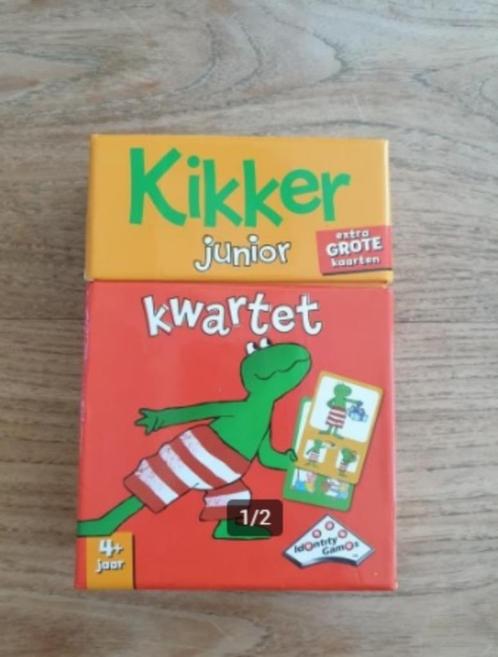 Kikker
junior
extra
GROTE
kaarten
kwartet
1/2
Identity
Games
4+
jaar